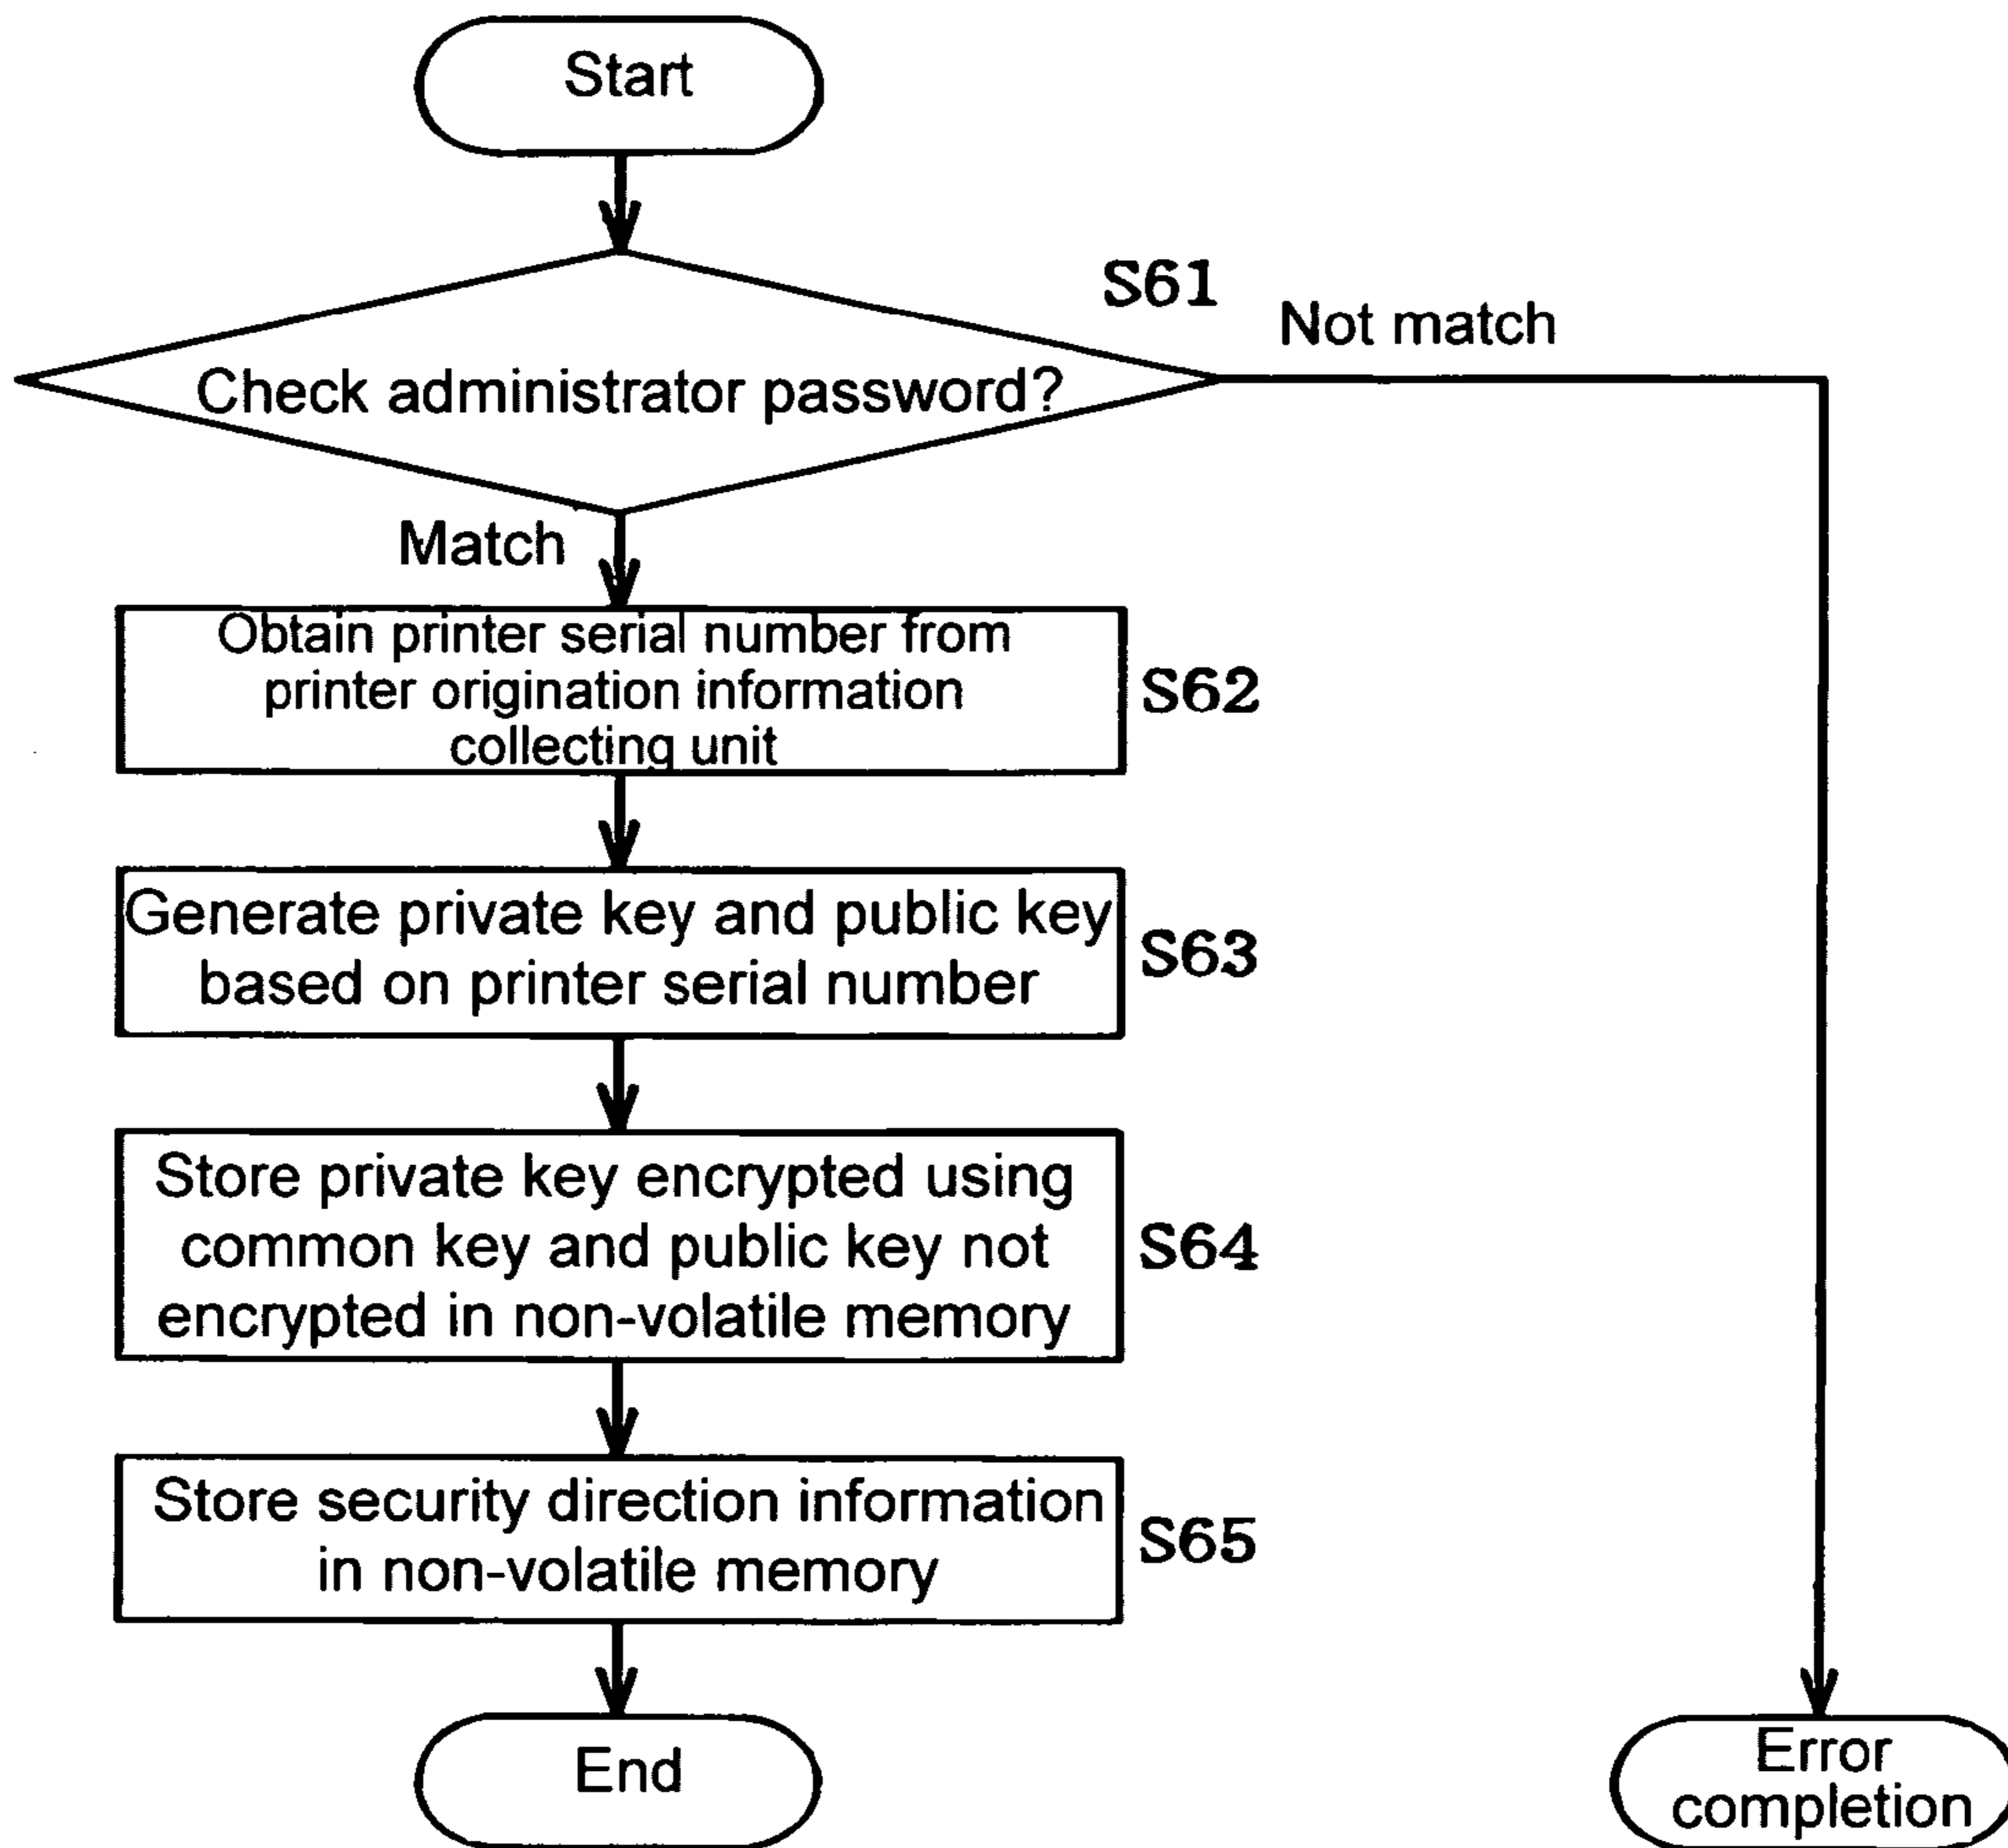 Start
S61
Not match
Check administrator password?
Match
Obtain printer serial number from
printer origination information
collecting unit
S62
Generate private key and public key
based on printer serial number
S63
Store private key encrypted using
common key and public key not
encrypted in non-volatile memory
S64
Store security direction information
in non-volatile memory
S65
End
Error
completion